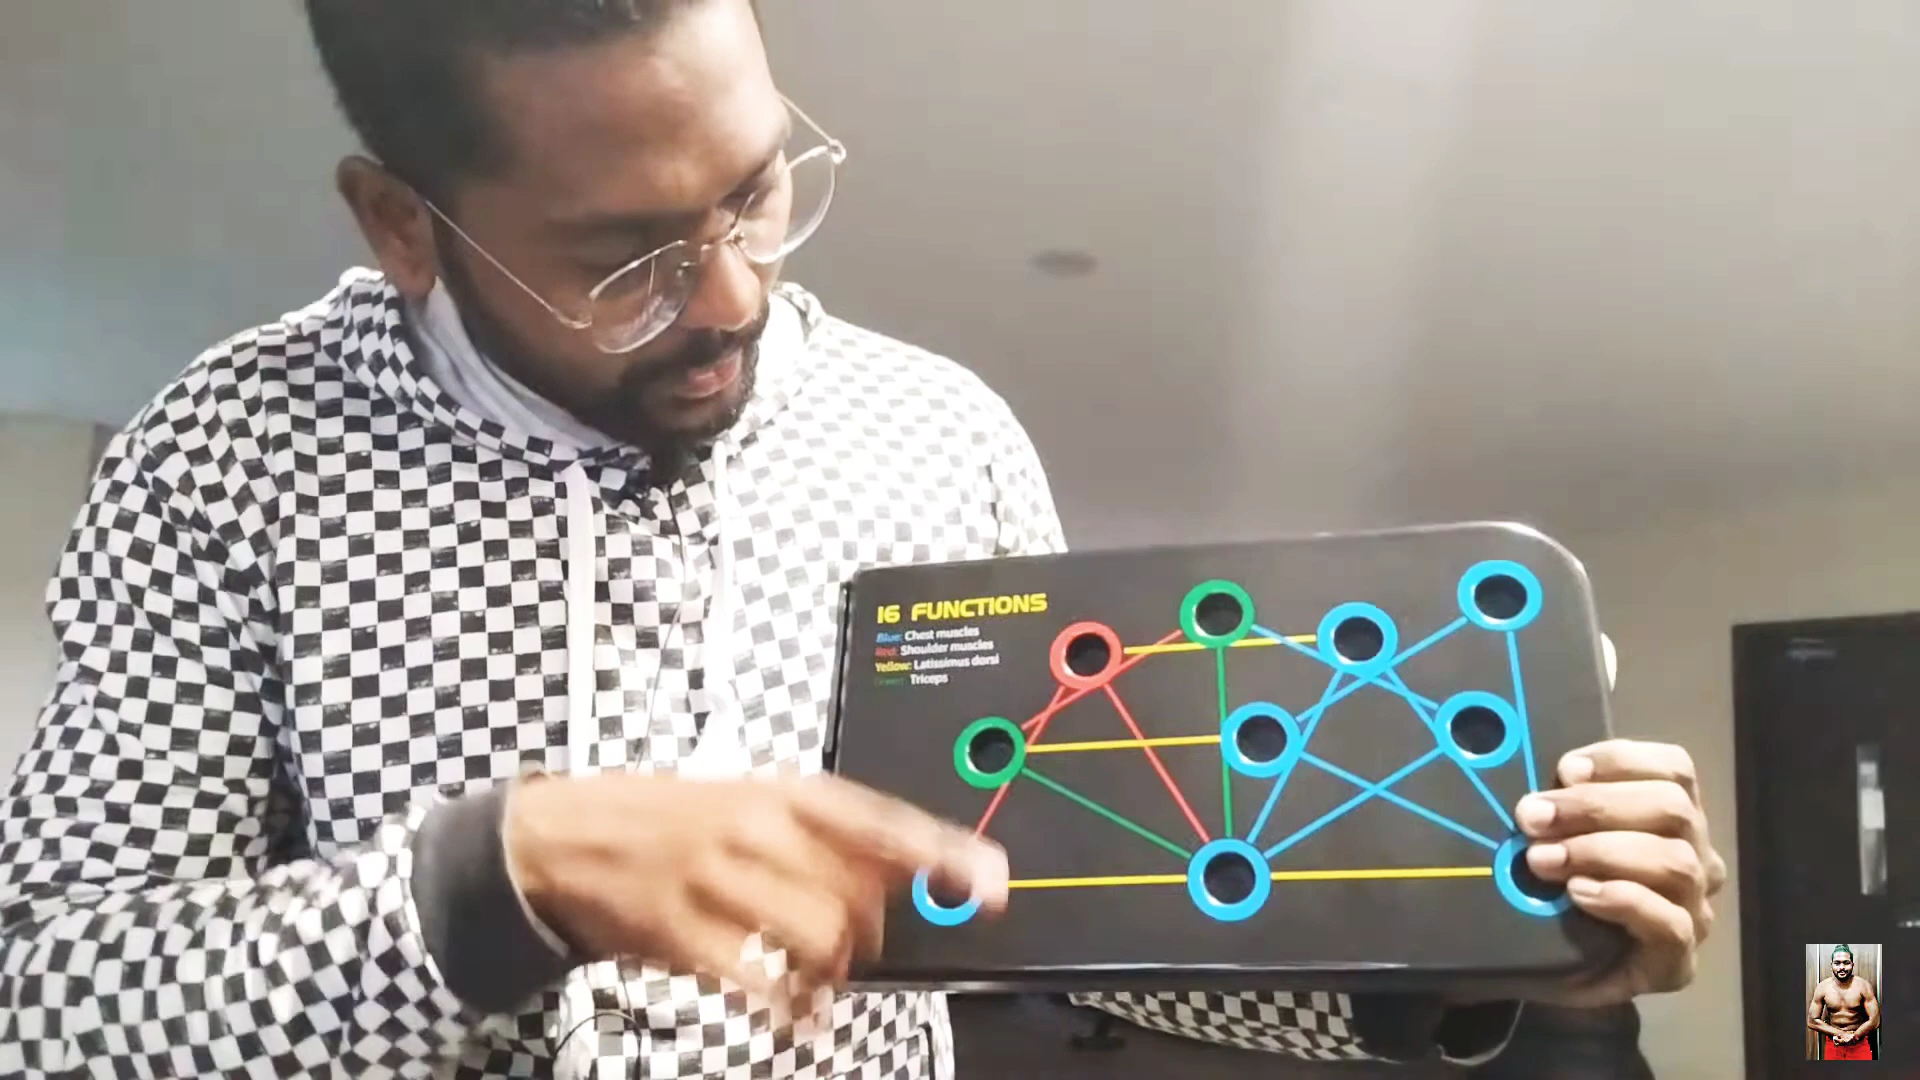 16 FUNCTIONS
Blue: Chest muscles
Red: Shoulder muscles
Yellow: Latissimus dorsi
Green: Triceps